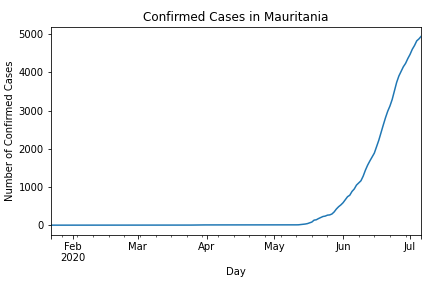 Confirmed Cases in Mauritania
Number of Confirmed Cases
5000
4000
3000
2000
1000
0
Feb Mar Apr May Jun Jul
2020
Day